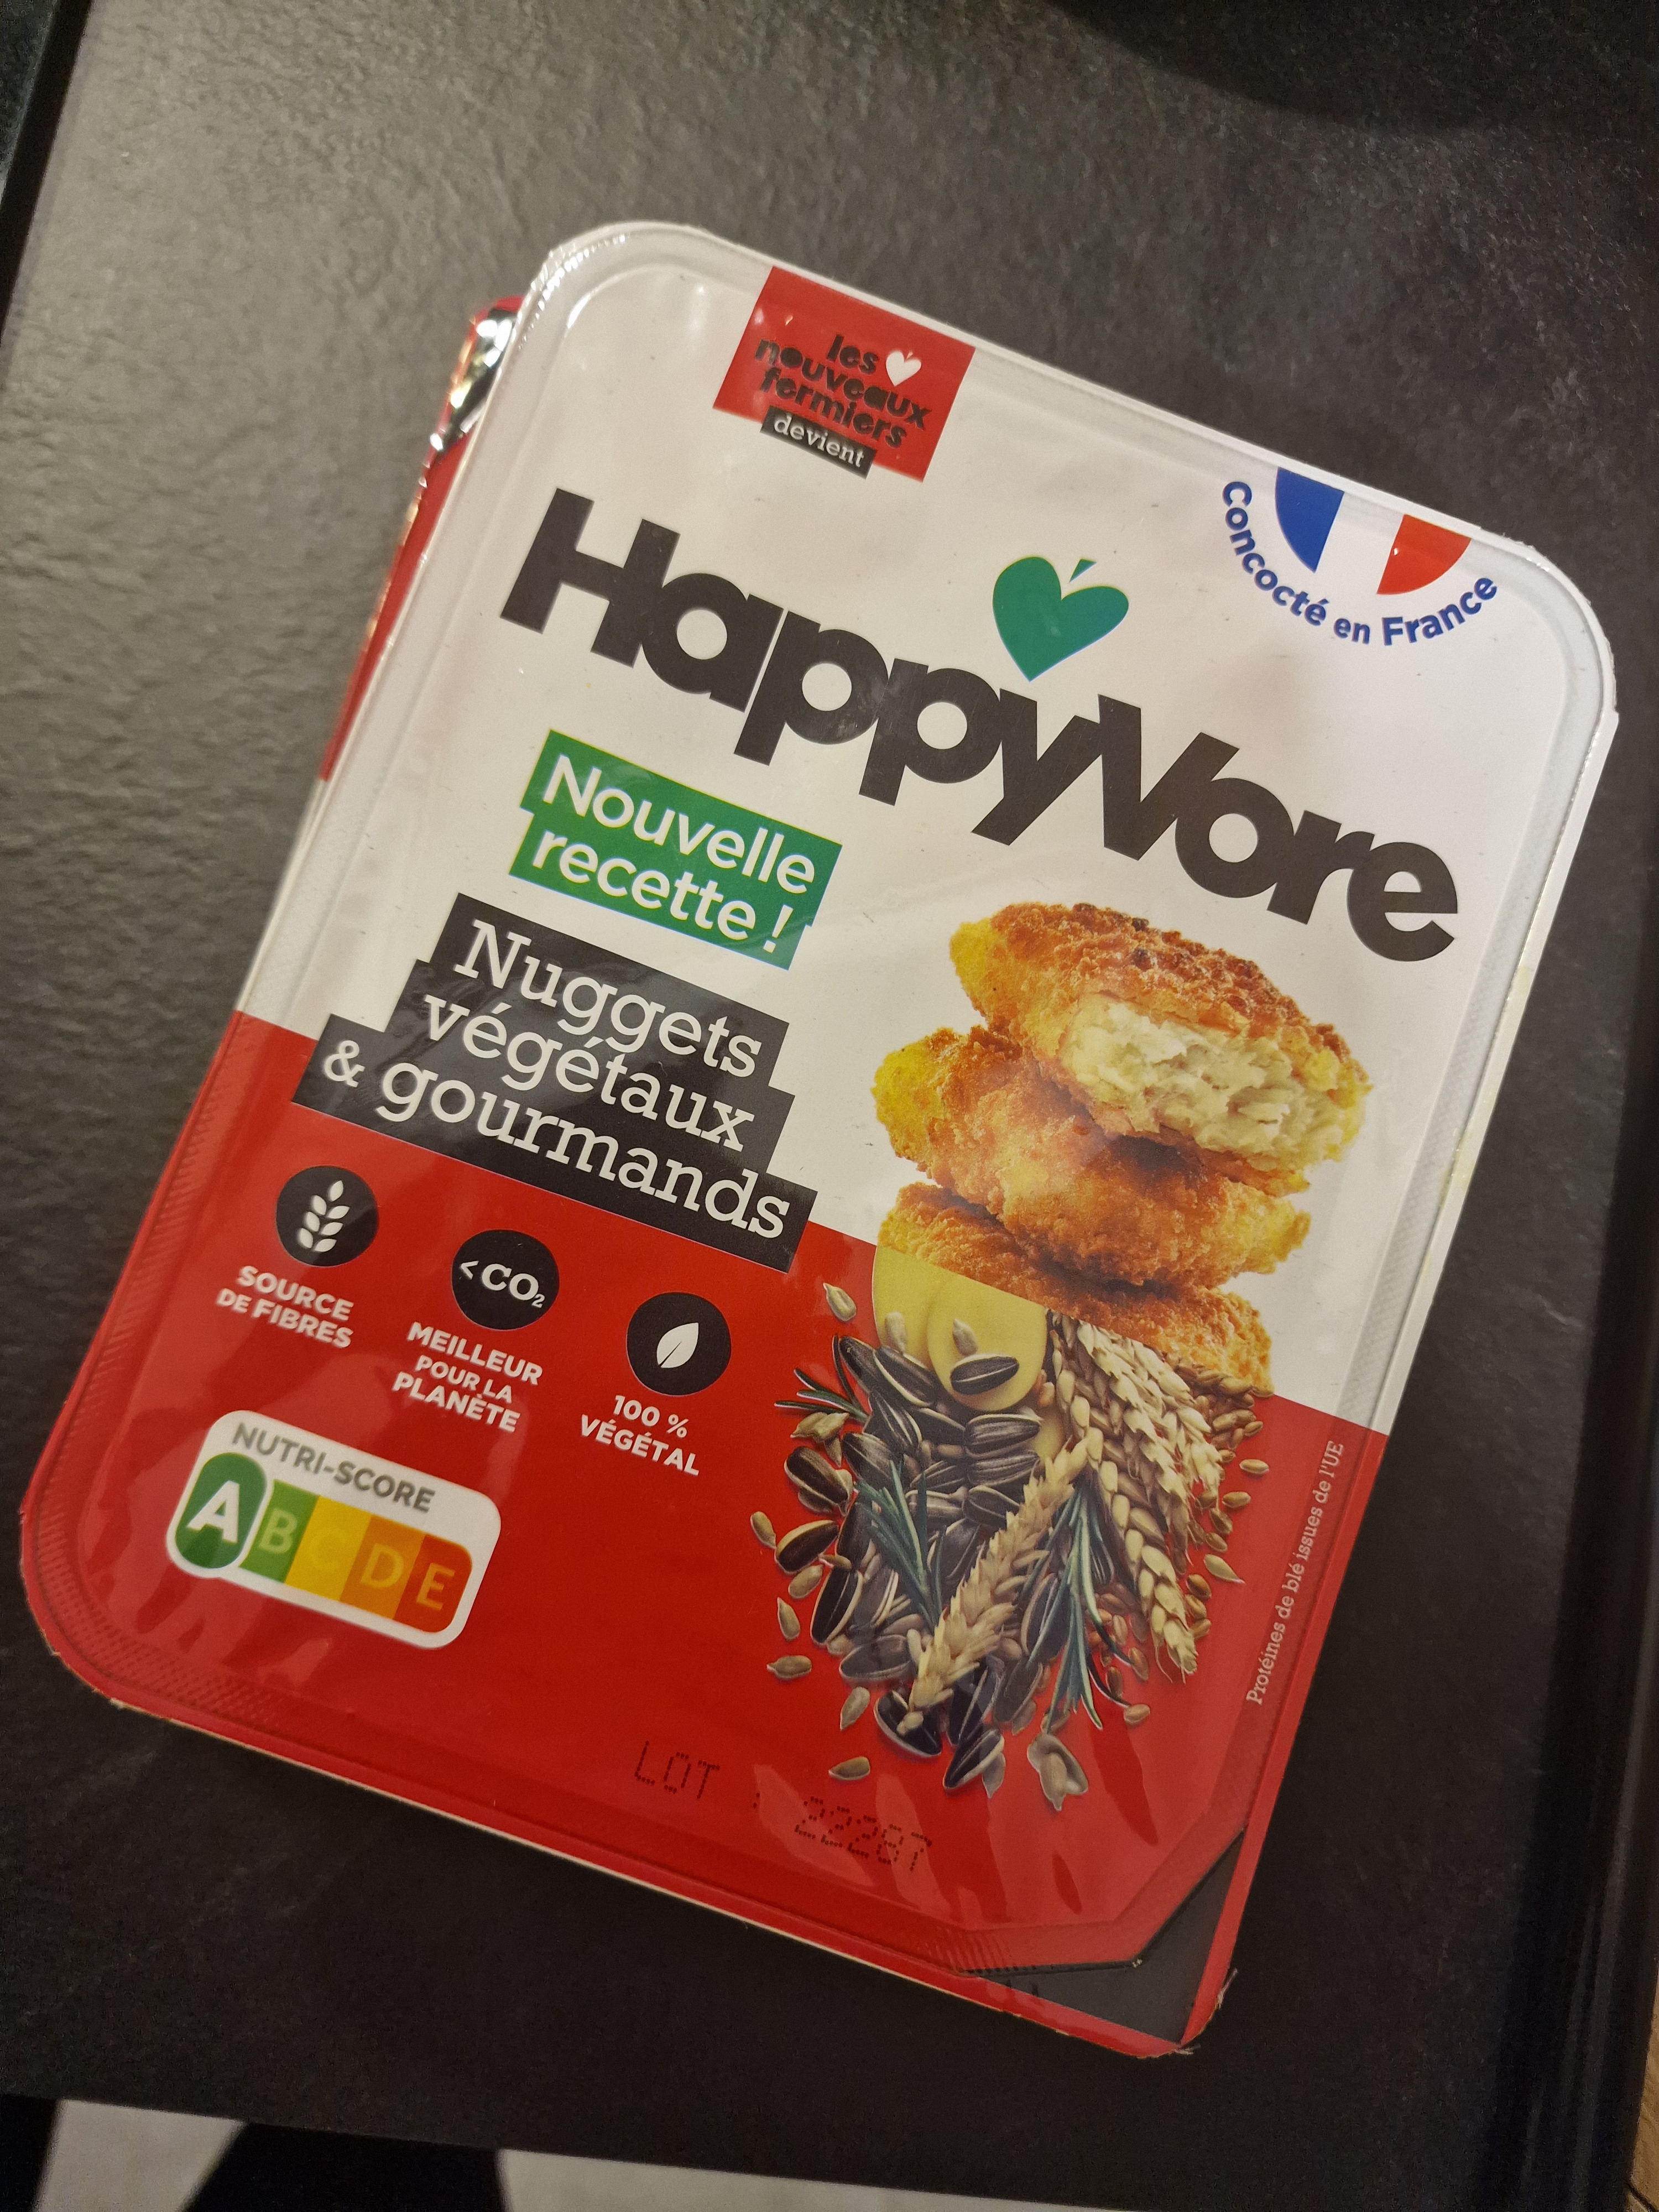 les
nouveaux
fermiers
devient
Concocté en France
HappyVore
Nouvelle
recette !
Nuggets
végétaux
& gourmands
SOURCE
DE FIBRES
< CO₂
MEILLEUR
POUR LA
PLANÈTE
100 %
VÉGÉTAL
NUTRI-SCORE
A B C D E
Protéines de blé issues de l'UE
LOT : 22287